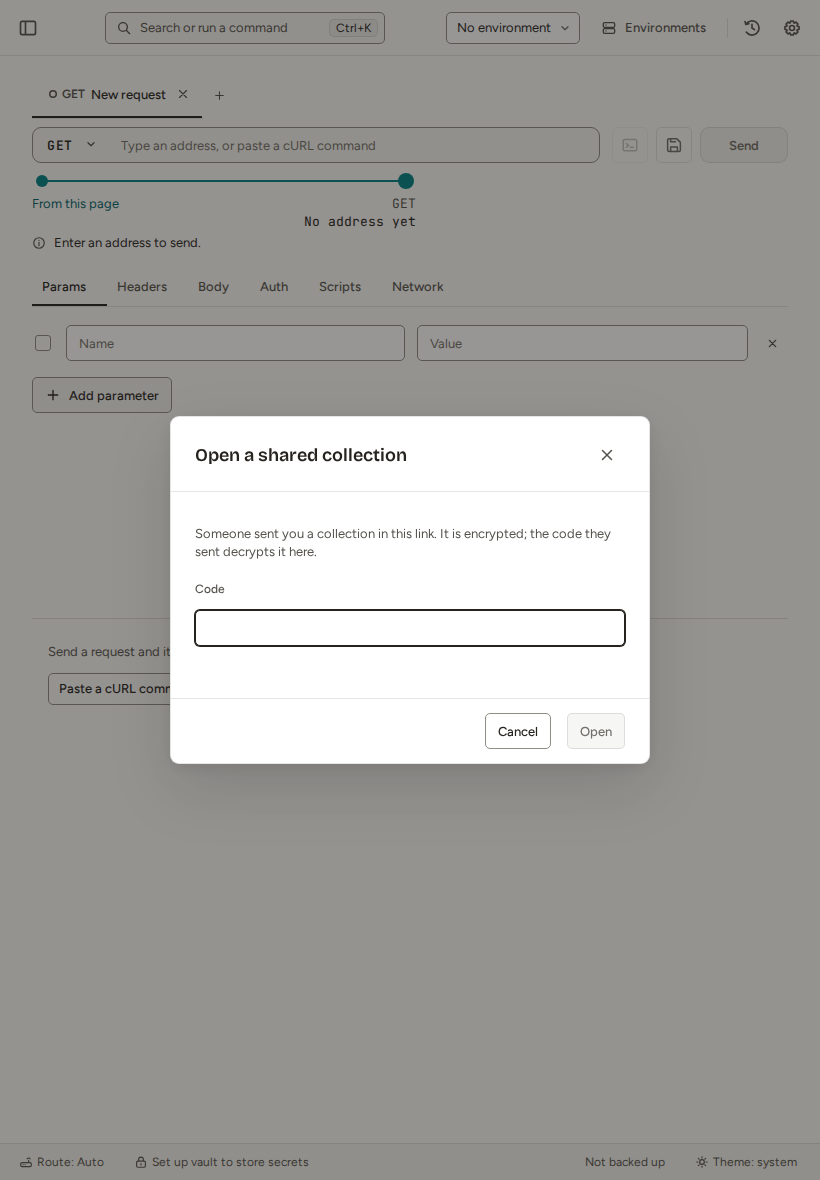 Search or run a command Ctrl+K No environment Environments
GET New request
GET Type an address, or paste a cURL command Send
From this page GET
No address yet
Enter an address to send.
Params Headers Body Auth Scripts Network
Name Value
Add parameter
Open a shared collection
Someone sent you a collection in this link. It is encrypted; the code they
sent decrypts it here.
Code
Send a request and it
Paste a cURL comm
Cancel Open
Route: Auto Set up vault to store secrets Not backed up Theme: system